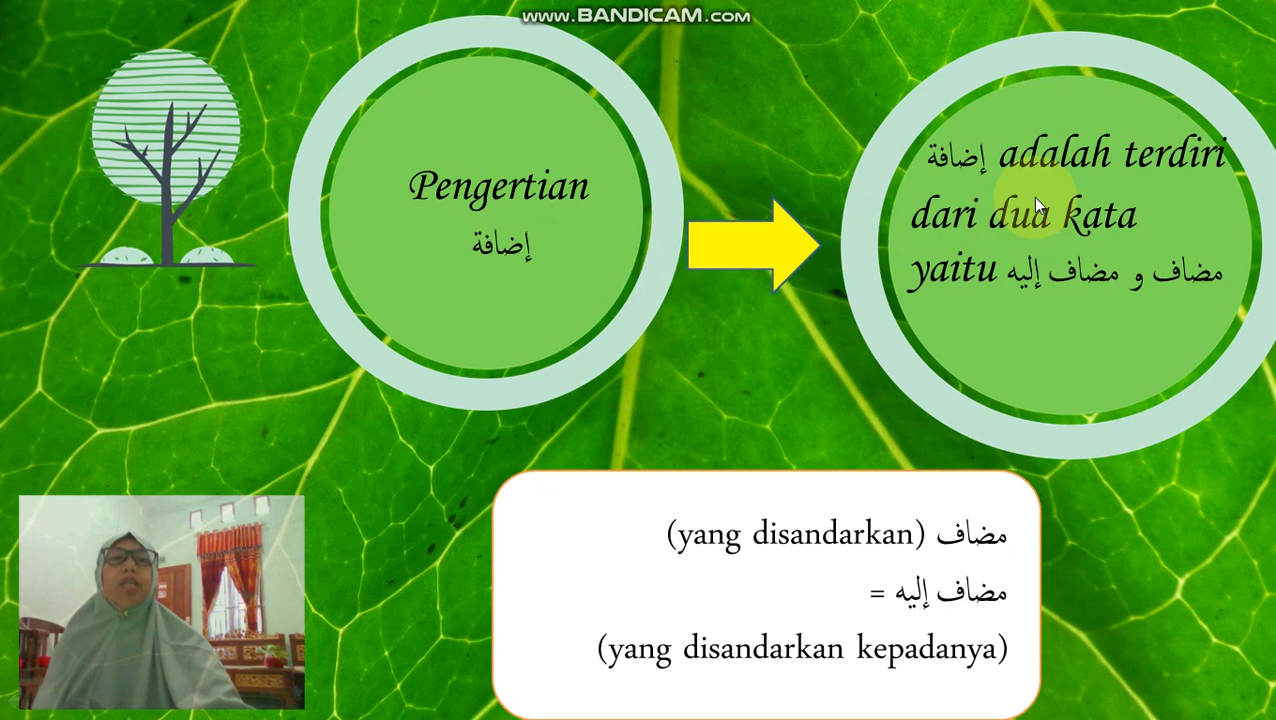 www.BANDICAM.com
Pengertian
إضافة
إضافة adalah terdiri
dari dua kata
yaitu مضاف و مضاف إليه
مضاف (yang disandarkan)
مضاف إليه =
(yang disandarkan kepadanya)